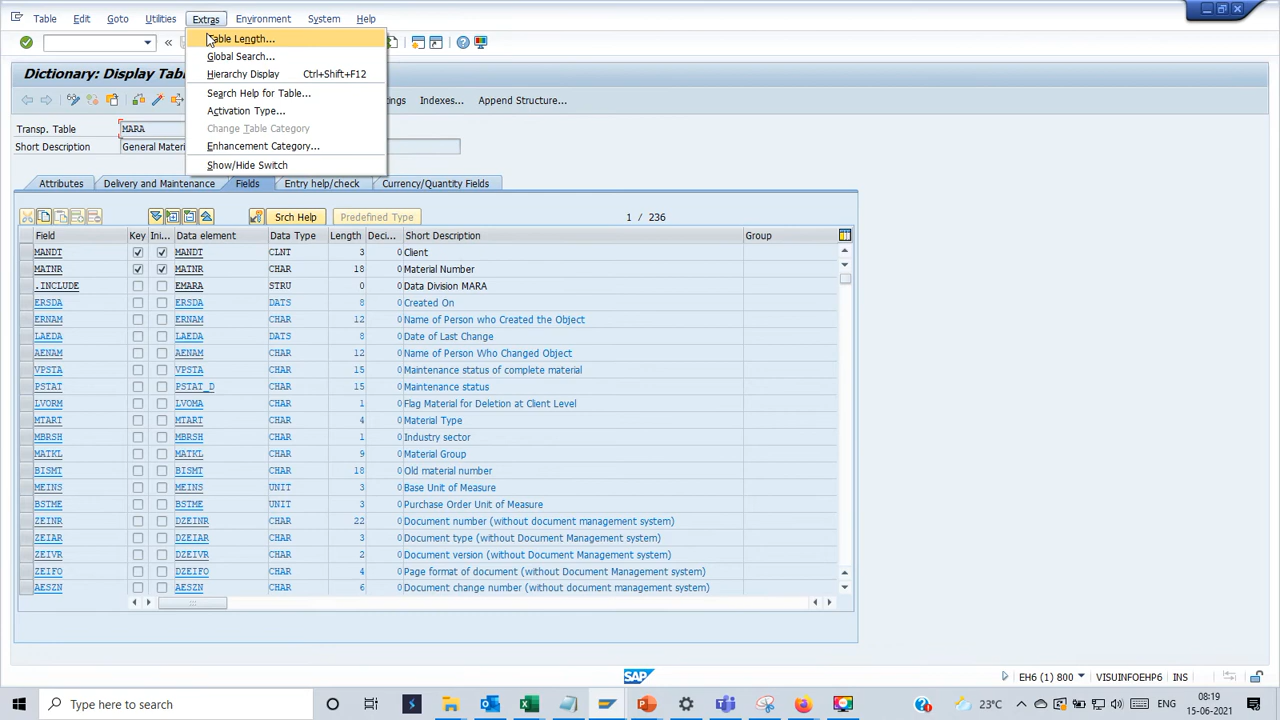 Table Edit Goto Utilities Extras Environment System Help
Table Length...
Global Search...
Dictionary: Display Tab
Hierarchy Display Ctrl+Shift+F12
Search Help for Table...
ngs Indexes... Append Structure...
Activation Type...
Transp. Table MARA
Change Table Category
Short Description General Materi
Enhancement Category...
Show/Hide Switch
Attributes Delivery and Maintenance Fields Entry help/check Currency/Quantity Fields
Srch Help Predefined Type 1 / 236
Field Key Ini... Data element Data Type Length Deci... Short Description Group
MANDT MANDT CLNT 3 0 Client
MATNR MATNR CHAR 18 0 Material Number
.INCLUDE EMARA STRU 0 0 Data Division MARA
ERSDA ERSDA DATS 8 0 Created On
ERNAM ERNAM CHAR 12 0 Name of Person who Created the Object
LAEDA LAEDA DATS 8 0 Date of Last Change
AENAM AENAM CHAR 12 0 Name of Person Who Changed Object
VPSTA VPSTA CHAR 15 0 Maintenance status of complete material
PSTAT PSTAT_D CHAR 15 0 Maintenance status
LVORM LVOMA CHAR 1 0 Flag Material for Deletion at Client Level
MTART MTART CHAR 4 0 Material Type
MBRSH MBRSH CHAR 1 0 Industry sector
MATKL MATKL CHAR 9 0 Material Group
BISMT BISMT CHAR 18 0 Old material number
MEINS MEINS UNIT 3 0 Base Unit of Measure
BSTME BSTME UNIT 3 0 Purchase Order Unit of Measure
ZEINR DZEINR CHAR 22 0 Document number (without document management system)
ZEIAR DZEIAR CHAR 3 0 Document type (without Document Management system)
ZEIVR DZEIVR CHAR 2 0 Document version (without Document Management system)
ZEIFO DZEIFO CHAR 4 0 Page format of document (without Document Management system)
AESZN AESZN CHAR 6 0 Document change number (without document management system)
SAP EH6 (1) 800 VISUINFOEHP6 INS
Type here to search 23°C ENG 08:19
15-06-2021